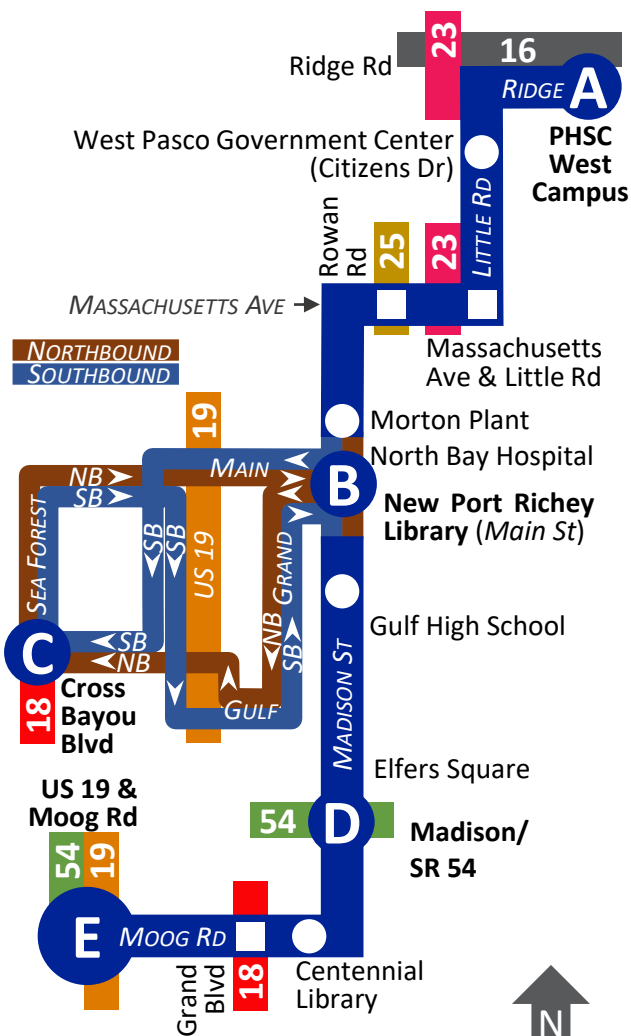 23
16
Ridge Rd
RIDGE
A
PHSC
West
Campus
West Pasco Government Center
(Citizens Dr)
LITTLE RD
Rowan
Rd
25
23
MASSACHUSETTS AVE
Massachusetts
Ave & Little Rd
NORTHBOUND
SOUTHBOUND
19
Morton Plant
North Bay Hospital
MAIN
NB
SB
B
New Port Richey
Library (Main St)
SEA FOREST
SB
SB
US 19
GRAND
NB
SB
Gulf High School
C
SB
NB
GULF
MADISON ST
18
Cross
Bayou
Blvd
Elfers Square
US 19 &
Moog Rd
54
D
Madison/
SR 54
54
19
E
MOOG RD
Grand
Blvd
18
Centennial
Library
N